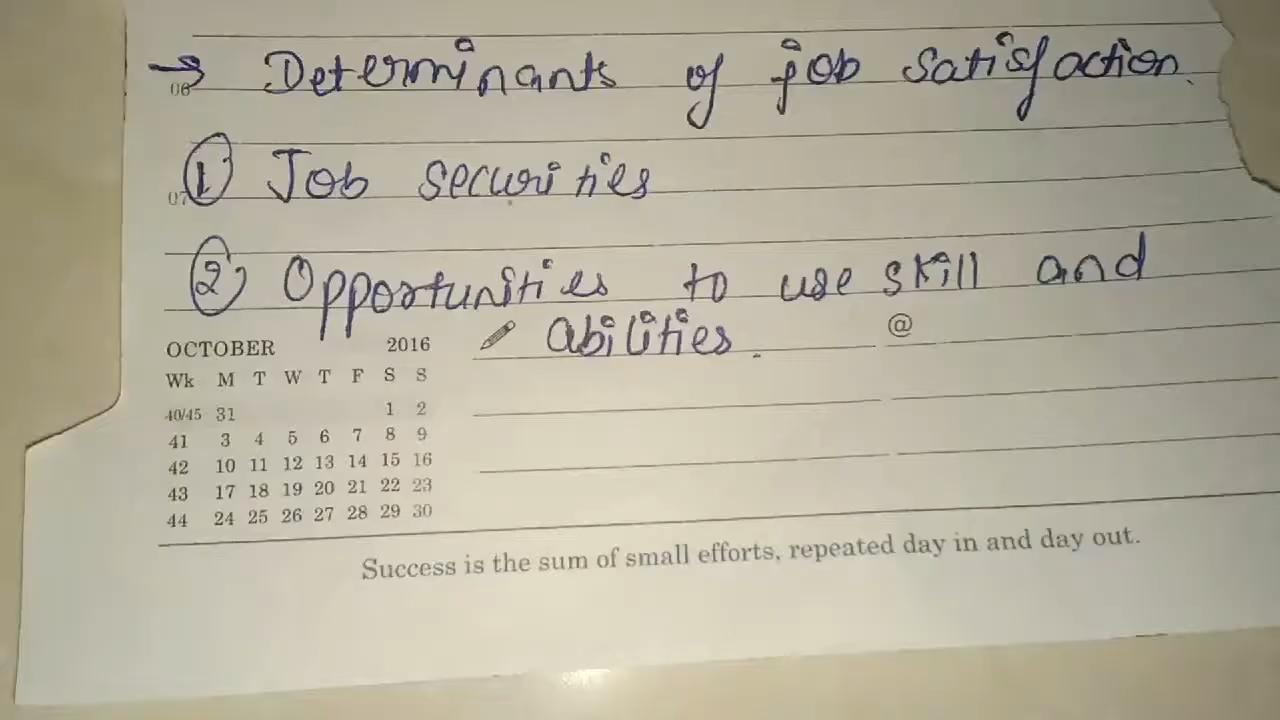 → Determinants of job satisfaction.
06
① Job securities
07
② Opportunities to use skill and
abilities.
@
OCTOBER 2016
Wk M T W T F S S
40/45 31 1 2
41 3 4 5 6 7 8 9
42 10 11 12 13 14 15 16
43 17 18 19 20 21 22 23
44 24 25 26 27 28 29 30
Success is the sum of small efforts, repeated day in and day out.